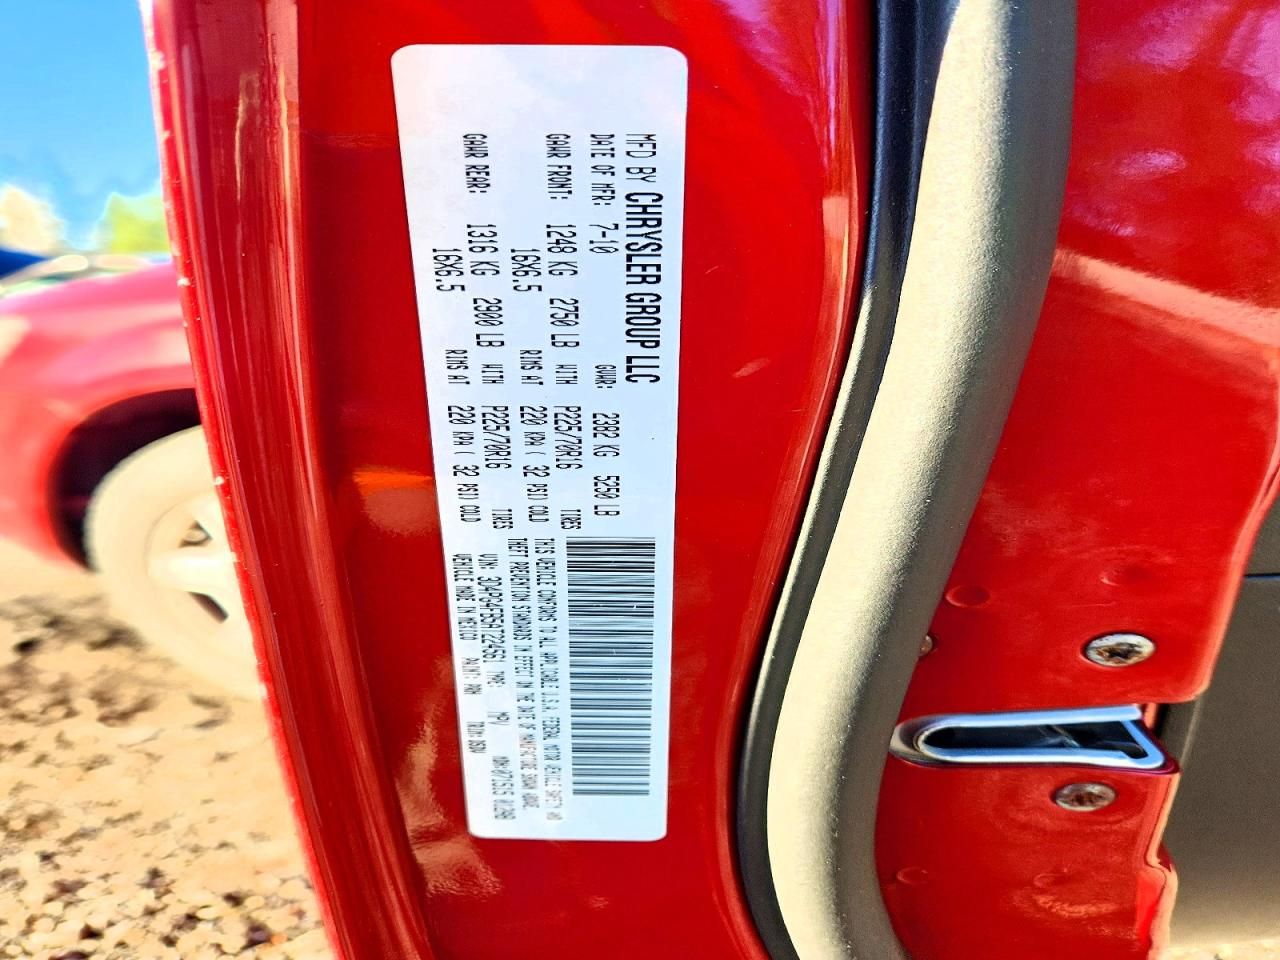 MFD BY CHRYSLER GROUP LLC
DATE OF MFR: 7-10 GVWR: 2382 KG 5250 LB
GAWR FRONT: 1248 KG 2750 LB WITH P225/70R16 TIRES
16X6.5 RIMS AT 220 KPA ( 32 PSI) COLD
GAWR REAR: 1316 KG 2900 LB WITH P225/70R16 TIRES
16X6.5 RIMS AT 220 KPA ( 32 PSI) COLD
THIS VEHICLE CONFORMS TO ALL APPLICABLE U.S.A. FEDERAL MOTOR VEHICLE SAFETY AND
THEFT PREVENTION STANDARDS IN EFFECT ON THE DATE OF MANUFACTURE SHOWN ABOVE.
VIN: 3D4PG4FB5AT224561 TYPE: MPV
VEHICLE MADE IN MEXICO PAINT: TRIM: